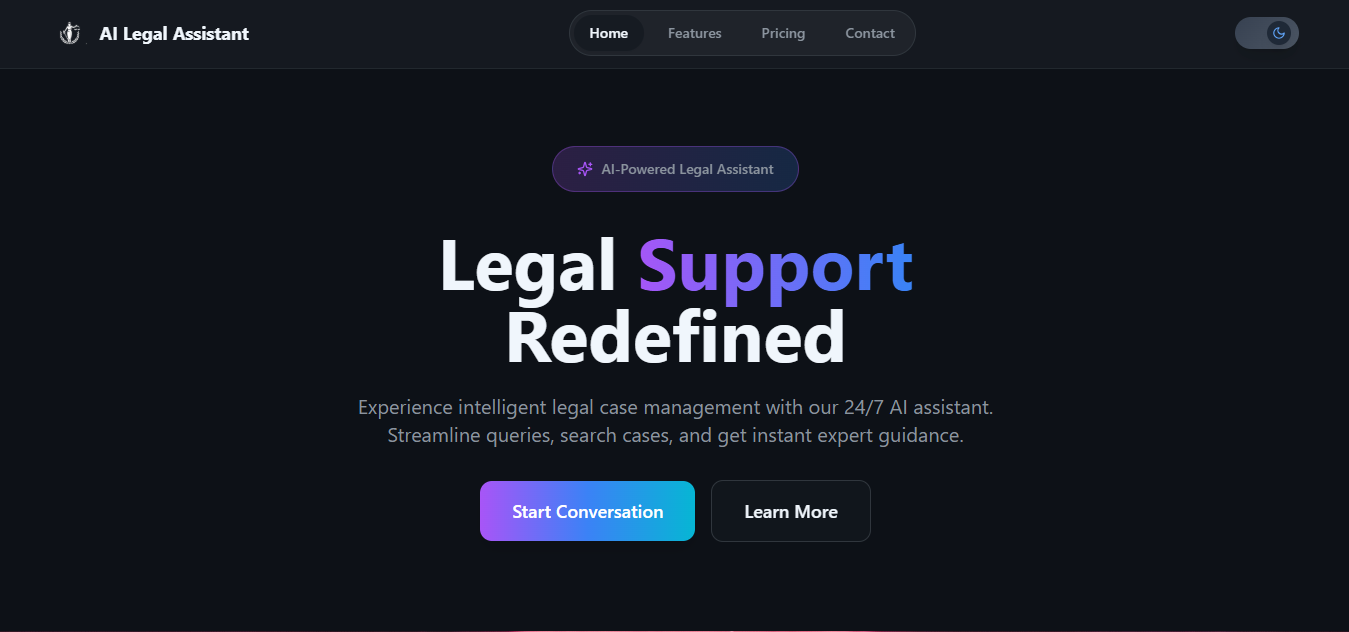 AI Legal Assistant
Home Features Pricing Contact
AI-Powered Legal Assistant
Legal Support
Redefined
Experience intelligent legal case management with our 24/7 AI assistant.
Streamline queries, search cases, and get instant expert guidance.
Start Conversation Learn More